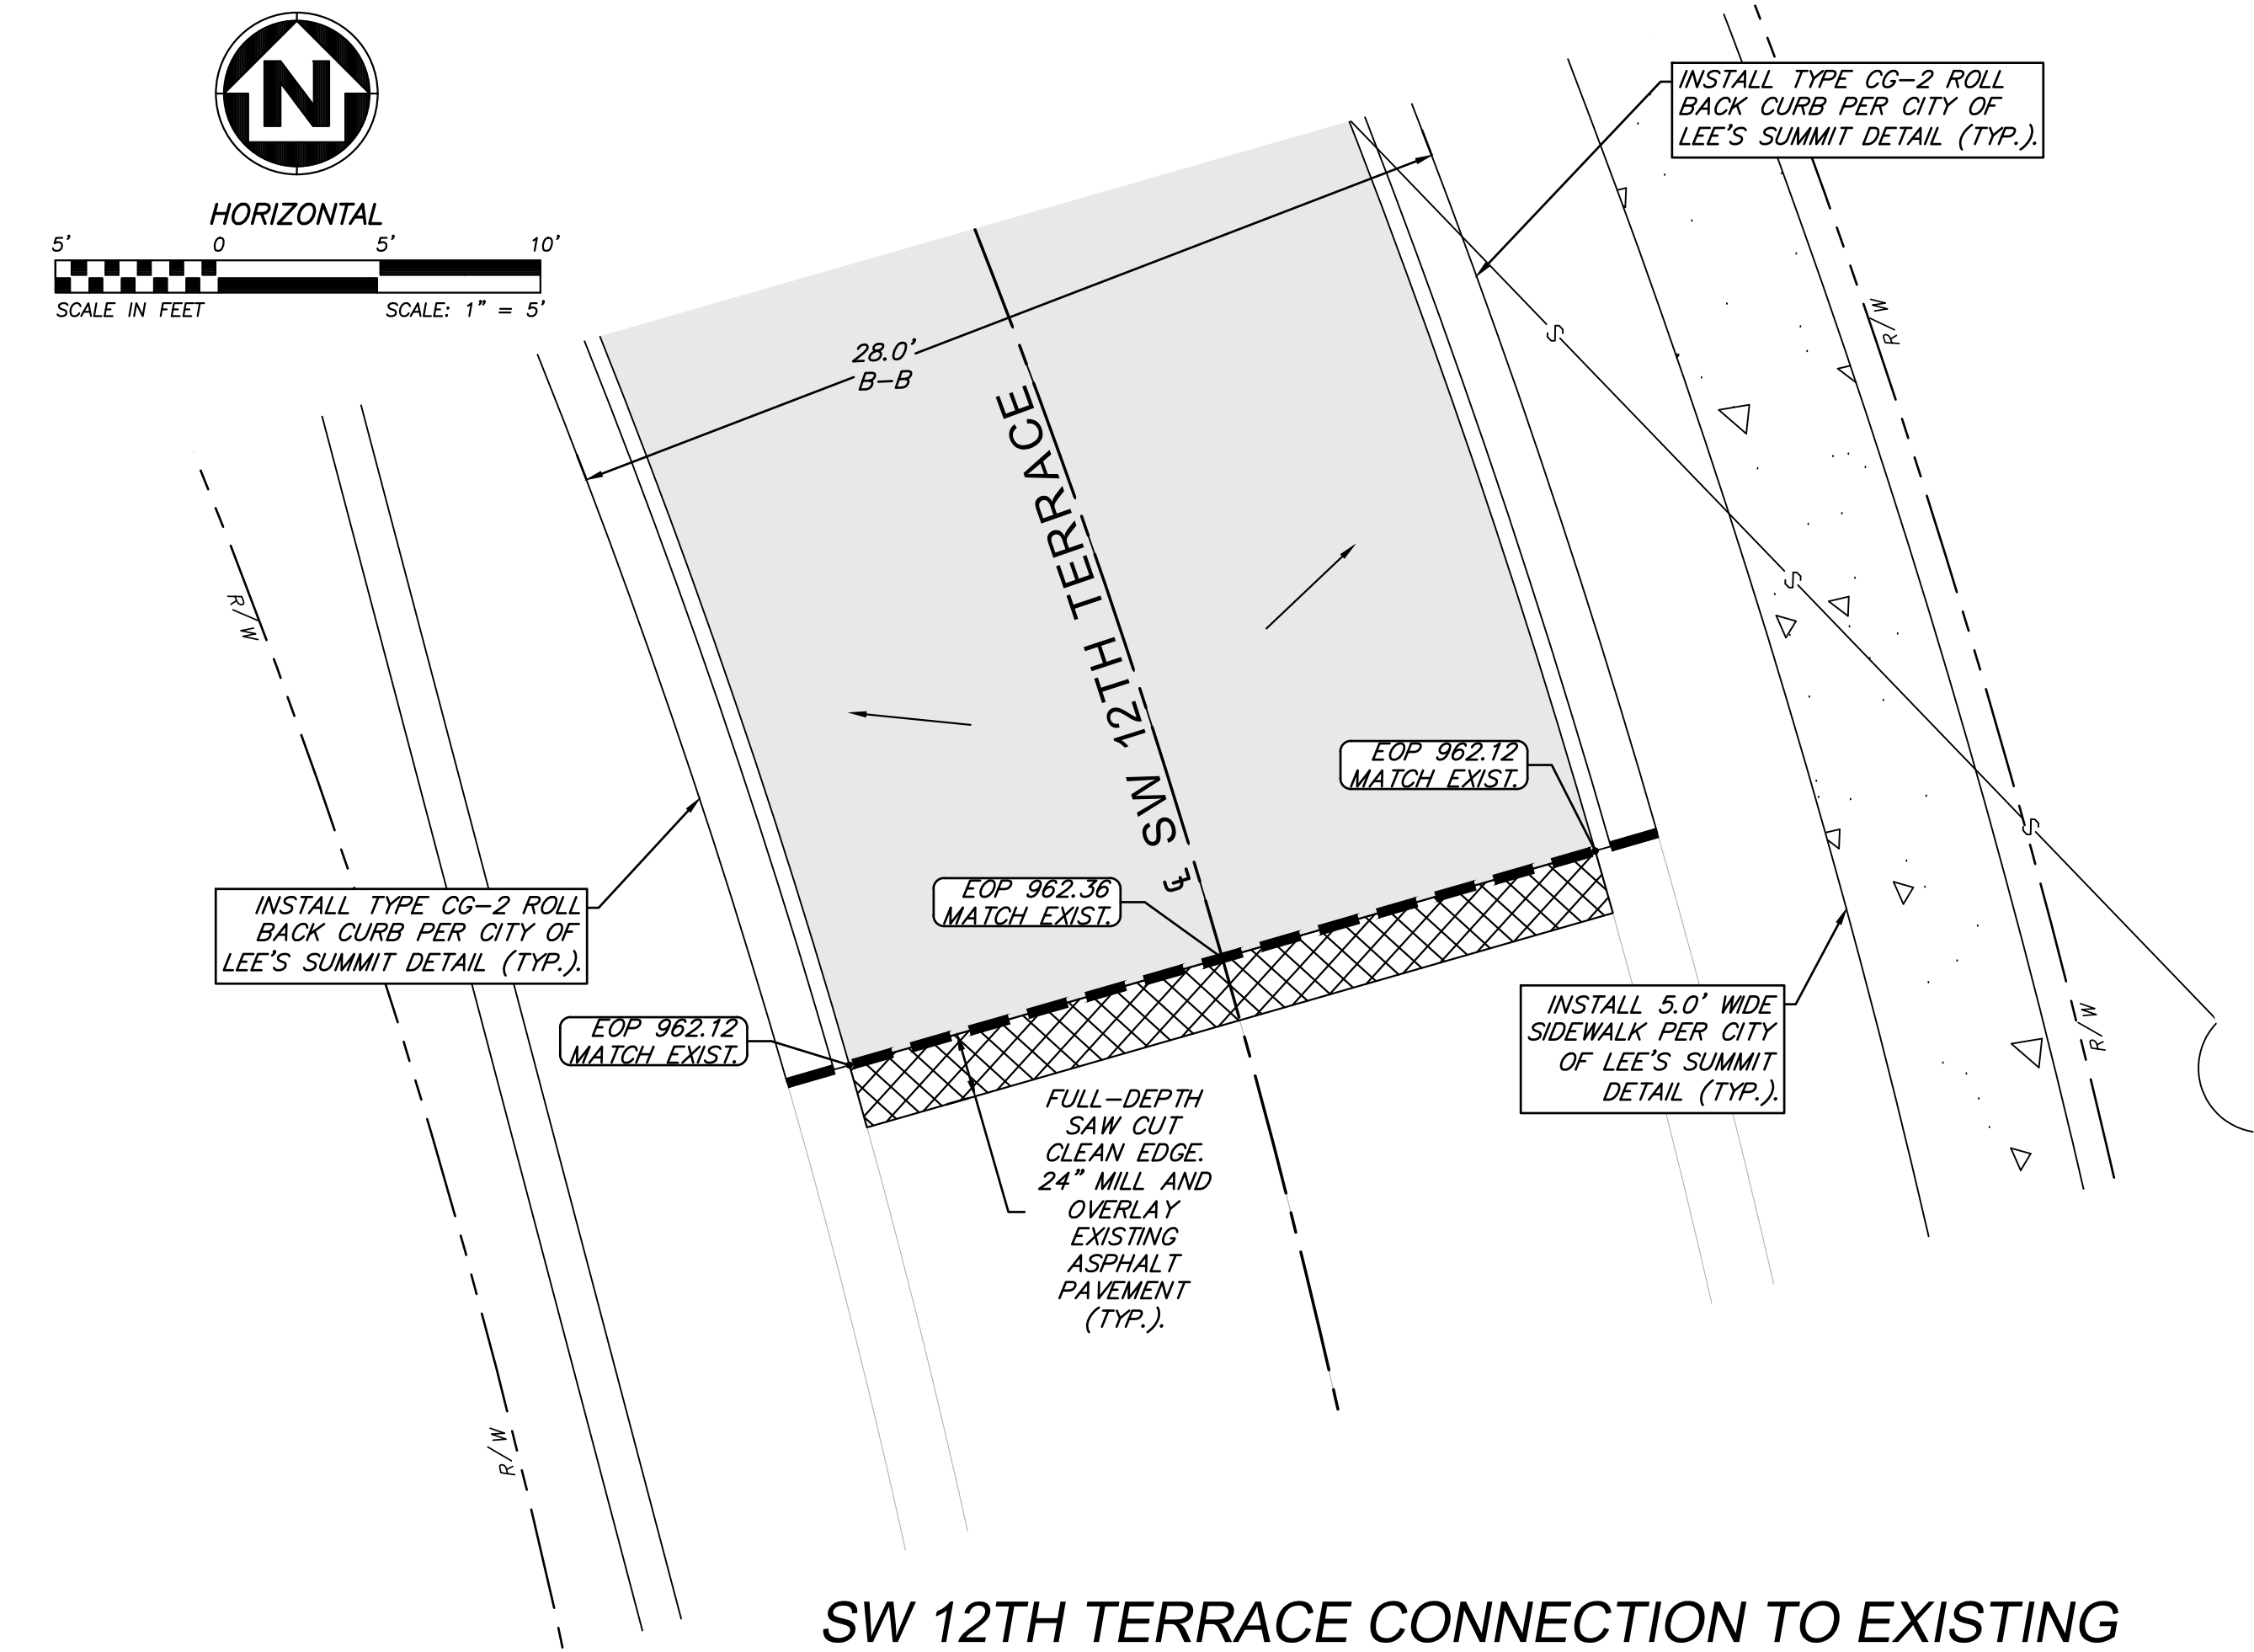 N
HORIZONTAL
5' 0 5' 10'
SCALE IN FEET SCALE: 1" = 5'
INSTALL TYPE CG-2 ROLL
BACK CURB PER CITY OF
LEE'S SUMMIT DETAIL (TYP.).
28.0'
B-B
R/W
S
SW 12TH TERRACE
R/W
S
EOP 962.12
MATCH EXIST.
S
EOP 962.36
MATCH EXIST.
INSTALL TYPE CG-2 ROLL
BACK CURB PER CITY OF
LEE'S SUMMIT DETAIL (TYP.).
EOP 962.12
MATCH EXIST.
INSTALL 5.0' WIDE
SIDEWALK PER CITY
OF LEE'S SUMMIT
DETAIL (TYP.).
R/W
FULL-DEPTH
SAW CUT
CLEAN EDGE.
24" MILL AND
OVERLAY
EXISTING
ASPHALT
PAVEMENT
(TYP.).
R/W
SW 12TH TERRACE CONNECTION TO EXISTING